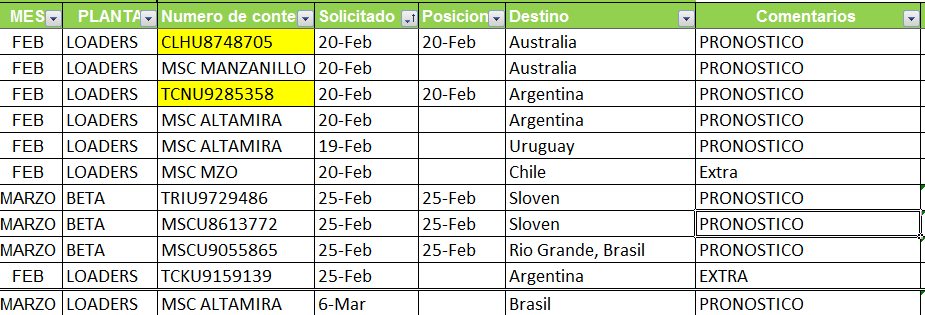 MES PLANTA Numero de conte Solicitado Posicion Destino Comentarios
FEB LOADERS CLHU8748705 20-Feb 20-Feb Australia PRONOSTICO
FEB LOADERS MSC MANZANILLO 20-Feb Australia PRONOSTICO
FEB LOADERS TCNU9285358 20-Feb 20-Feb Argentina PRONOSTICO
FEB LOADERS MSC ALTAMIRA 20-Feb Argentina PRONOSTICO
FEB LOADERS MSC ALTAMIRA 19-Feb Uruguay PRONOSTICO
FEB LOADERS MSC MZO 20-Feb Chile Extra
MARZO BETA TRIU9729486 25-Feb 25-Feb Sloven PRONOSTICO
MARZO BETA MSCU8613772 25-Feb 25-Feb Sloven PRONOSTICO
MARZO BETA MSCU9055865 25-Feb 25-Feb Rio Grande, Brasil PRONOSTICO
FEB LOADERS TCKU9159139 25-Feb Argentina EXTRA
MARZO LOADERS MSC ALTAMIRA 6-Mar Brasil PRONOSTICO